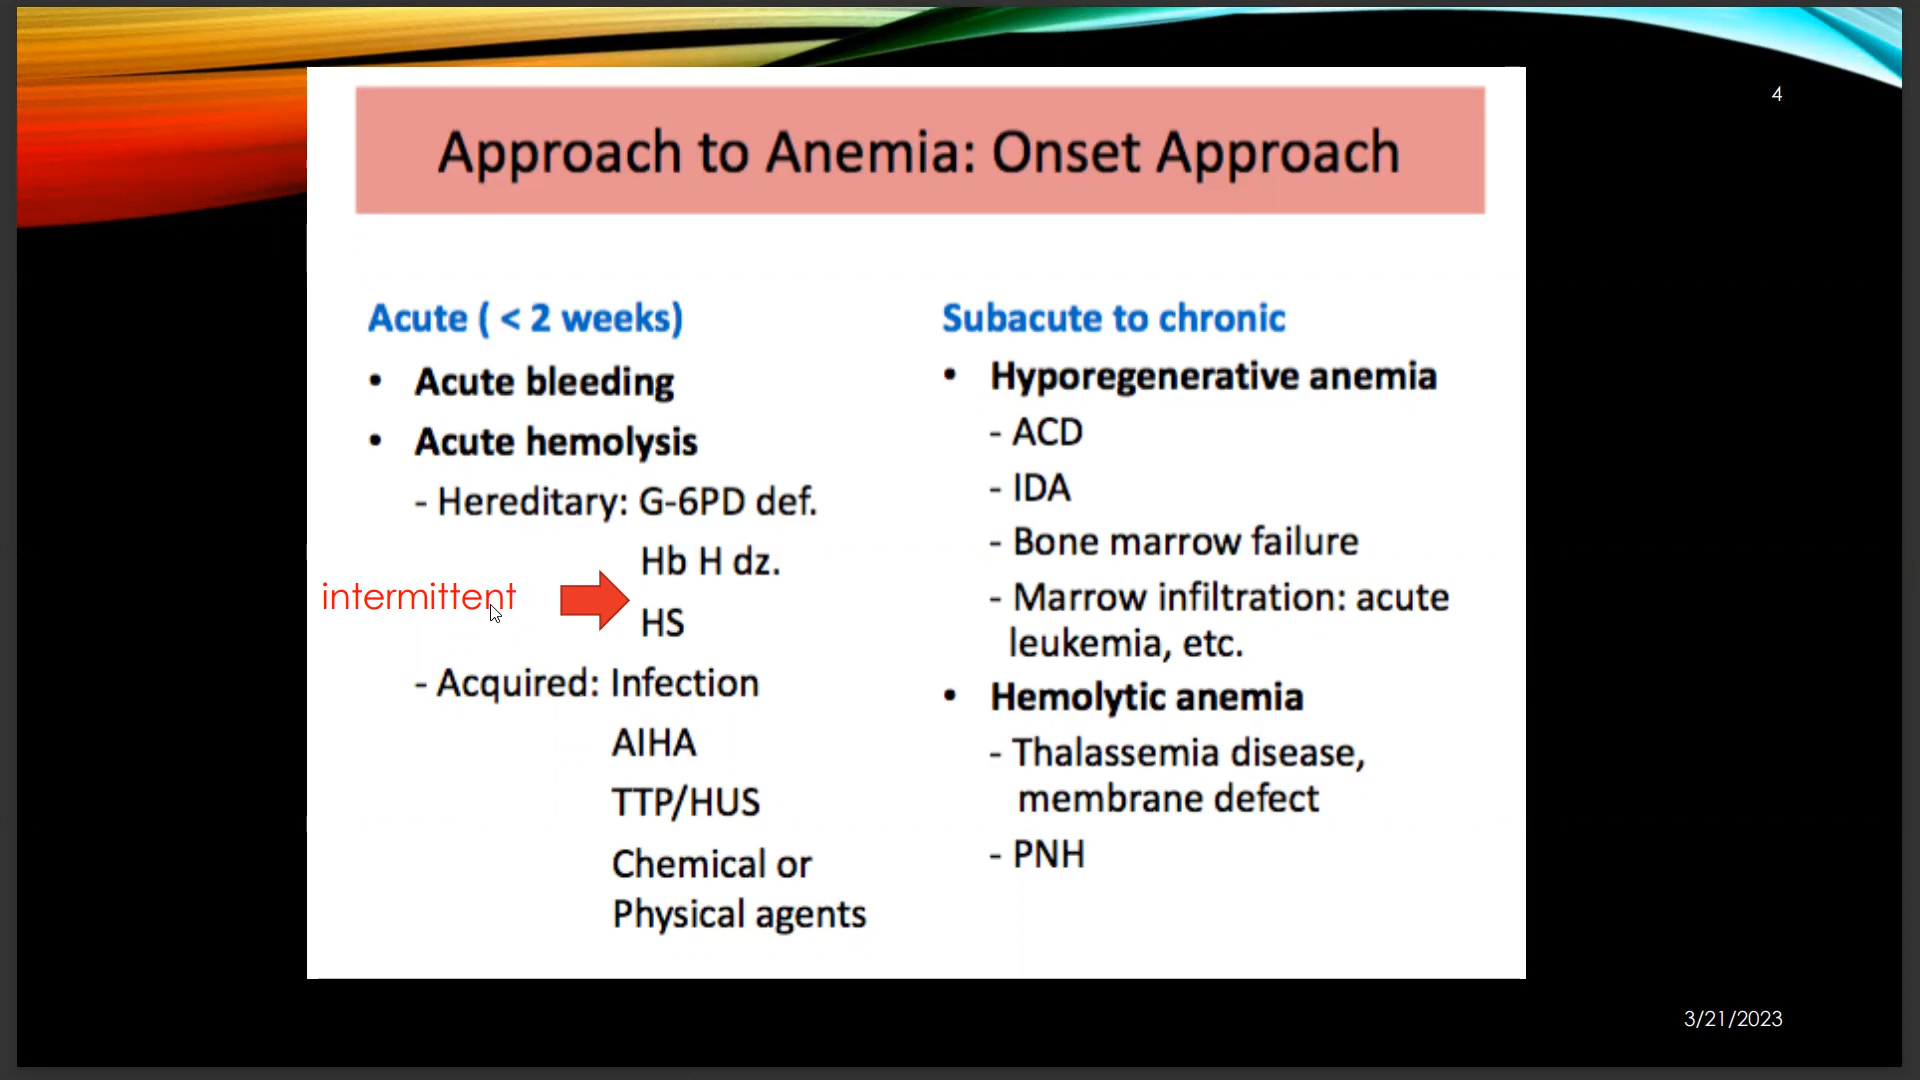 4
Approach to Anemia: Onset Approach
Acute ( < 2 weeks)
• Acute bleeding
• Acute hemolysis
- Hereditary: G-6PD def.
Hb H dz.
intermittent
HS
- Acquired: Infection
AIHA
TTP/HUS
Chemical or
Physical agents
Subacute to chronic
• Hyporegenerative anemia
- ACD
- IDA
- Bone marrow failure
- Marrow infiltration: acute
leukemia, etc.
• Hemolytic anemia
- Thalassemia disease,
membrane defect
- PNH
3/21/2023